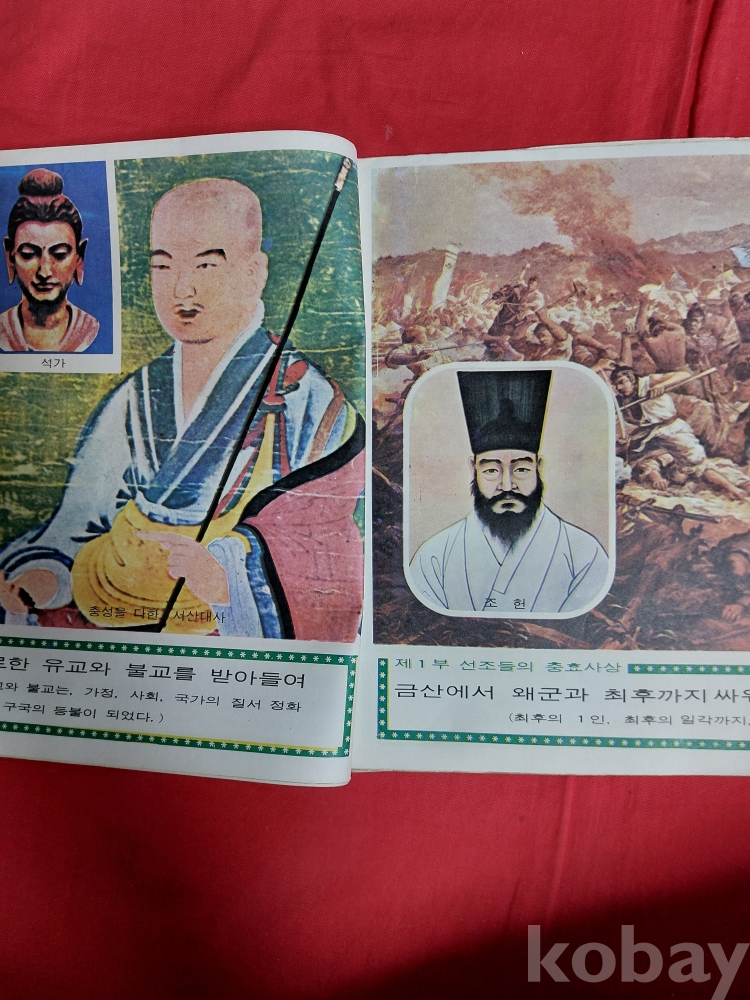 석가
충성을 다한 서산대사
한 유교와 불교를 받아들여
와 불교는, 가정, 사회, 국가의 질서 정화
구국의 등불이 되었다.)
조 헌
제1부 선조들의 충효사상
금산에서 왜군과 최후까지 싸우
(최후의 1인, 최후의 일각까지
kobay